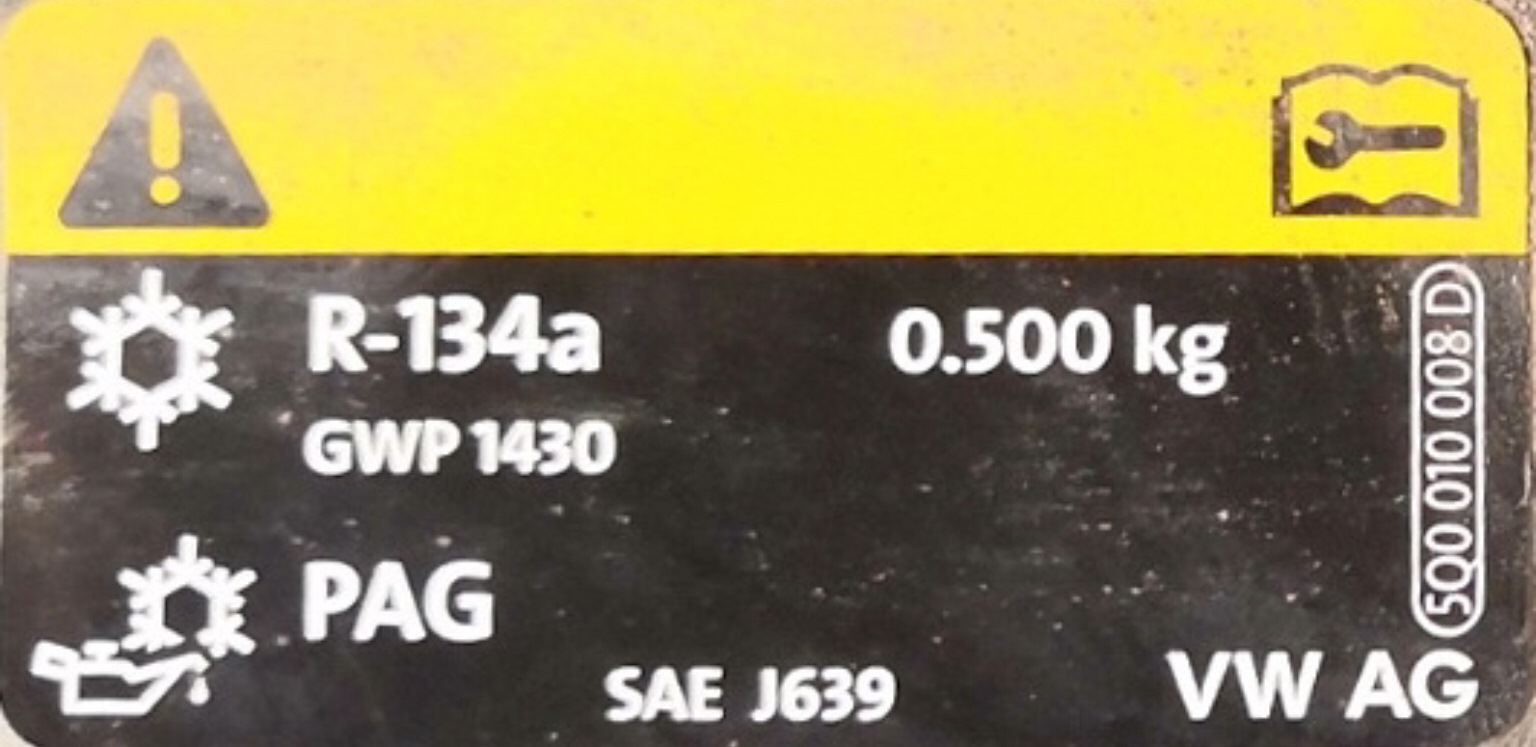 R-134a 0.500 kg
GWP 1430
PAG
SAE J639
VW AG
5Q0 010 008 D